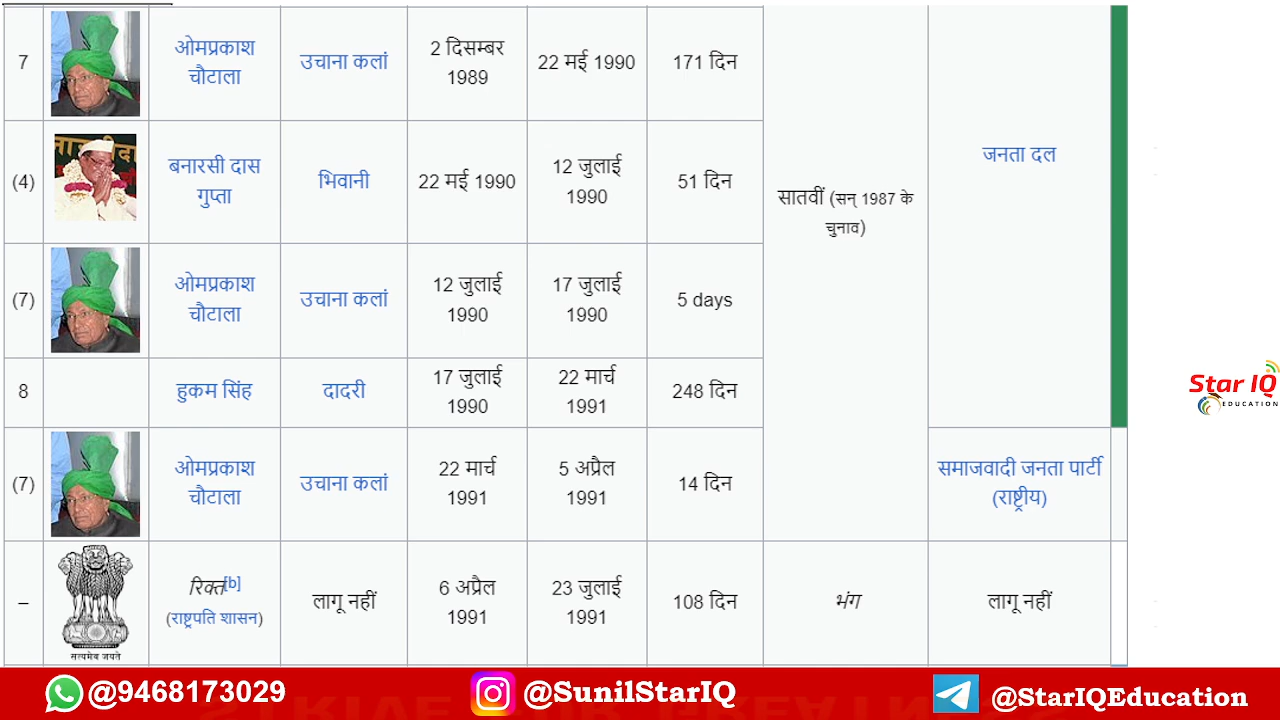 7
ओमप्रकाश
चौटाला
उचाना कलां
2 दिसम्बर
1989
22 मई 1990
171 दिन
(4)
बनारसी दास
गुप्ता
भिवानी
22 मई 1990
12 जुलाई
1990
51 दिन
(7)
ओमप्रकाश
चौटाला
उचाना कलां
12 जुलाई
1990
17 जुलाई
1990
5 days
8
हुकम सिंह
दादरी
17 जुलाई
1990
22 मार्च
1991
248 दिन
(7)
ओमप्रकाश
चौटाला
उचाना कलां
22 मार्च
1991
5 अप्रैल
1991
14 दिन
सातवीं (सन् 1987 के
चुनाव)
जनता दल
समाजवादी जनता पार्टी
(राष्ट्रीय)
–
सत्यमेव जयते
रिक्त[b]
(राष्ट्रपति शासन)
लागू नहीं
6 अप्रैल
1991
23 जुलाई
1991
108 दिन
भंग
लागू नहीं
Star IQ
EDUCATION
@9468173029
@SunilStarIQ
@StarIQEducation